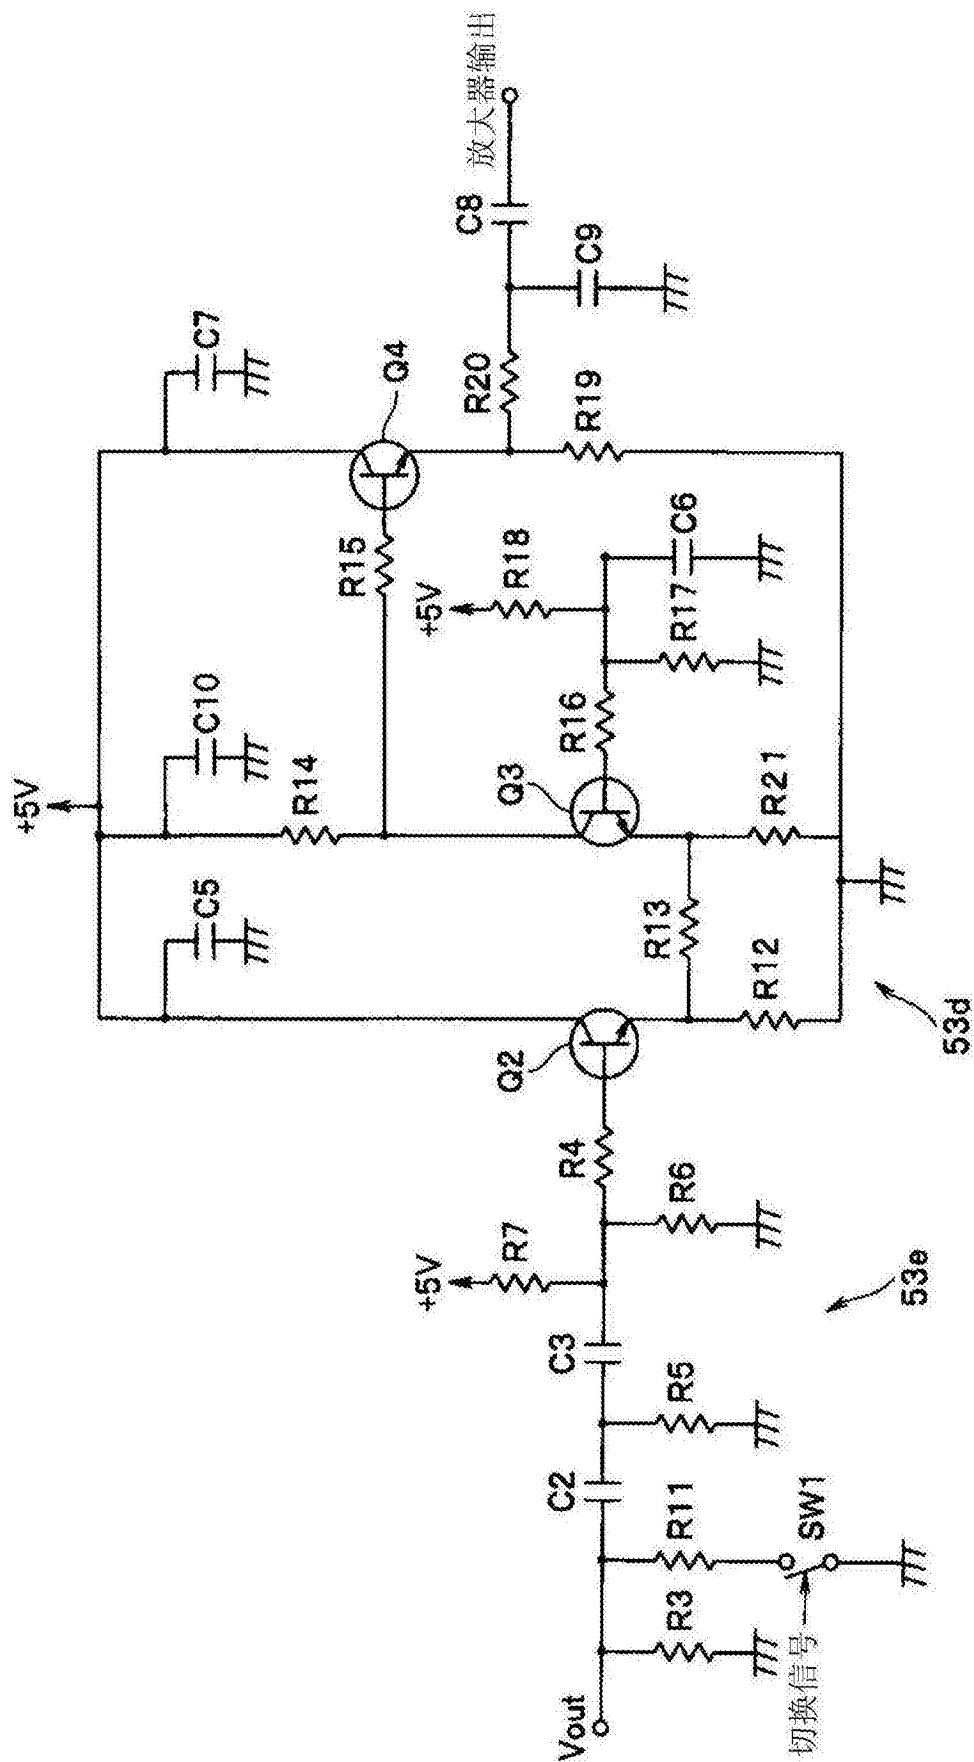 Vout
R3
R11
切换信号
SW1
C2
R5
C3
+5V
R7
R6
R4
53e
Q2
+5V
C5
C10
R14
R13
R12
R21
53d
Q3
R16
R17
+5V
R18
C6
R15
Q4
C7
R20
R19
C9
C8
放大器输出